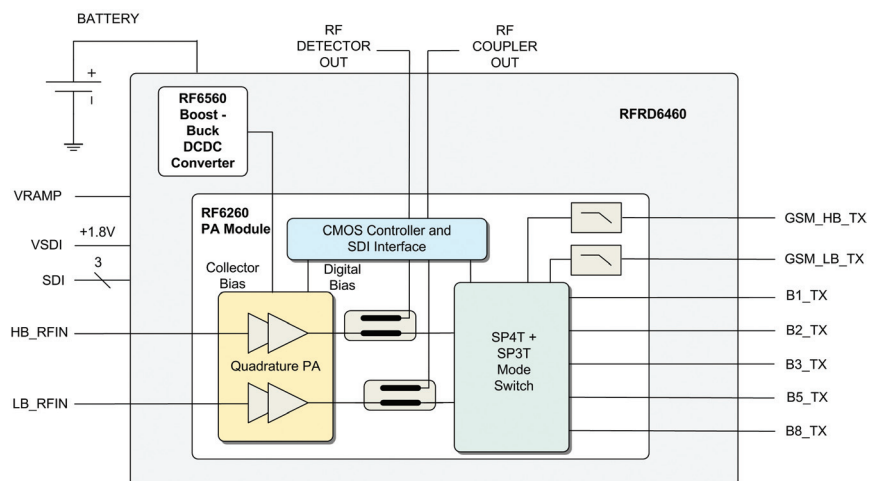 BATTERY
RF
DETECTOR
OUT
RF
COUPLER
OUT
+
–
RF6560
Boost -
Buck
DCDC
Converter
RFRD6460
VRAMP
+1.8V
VSDI
3
SDI
HB_RFIN
LB_RFIN
RF6260
PA Module
CMOS Controller and
SDI Interface
Collector
Bias
Digital
Bias
Quadrature PA
SP4T +
SP3T
Mode
Switch
GSM_HB_TX
GSM_LB_TX
B1_TX
B2_TX
B3_TX
B5_TX
B8_TX